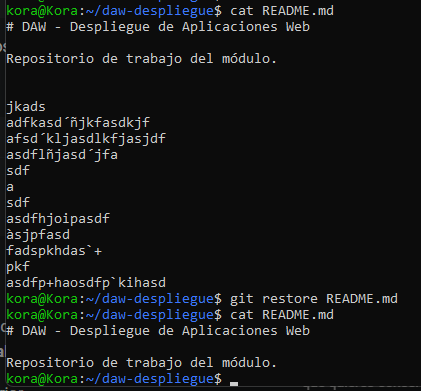 kora@Kora:~/daw-despliegue$ cat README.md
# DAW - Despliegue de Aplicaciones Web
Repositorio de trabajo del módulo.
jkads
adfkasd´ñjkfasdkjf
afsd´kljasdlkfjasjdf
asdflñjasd´jfa
sdf
a
sdf
asdfhjoipasdf
àsjpfasd
fadspkhdas`+
pkf
asdfp+haosdfp`kihasd
kora@Kora:~/daw-despliegue$ git restore README.md
kora@Kora:~/daw-despliegue$ cat README.md
# DAW - Despliegue de Aplicaciones Web
Repositorio de trabajo del módulo.
kora@Kora:~/daw-despliegue$